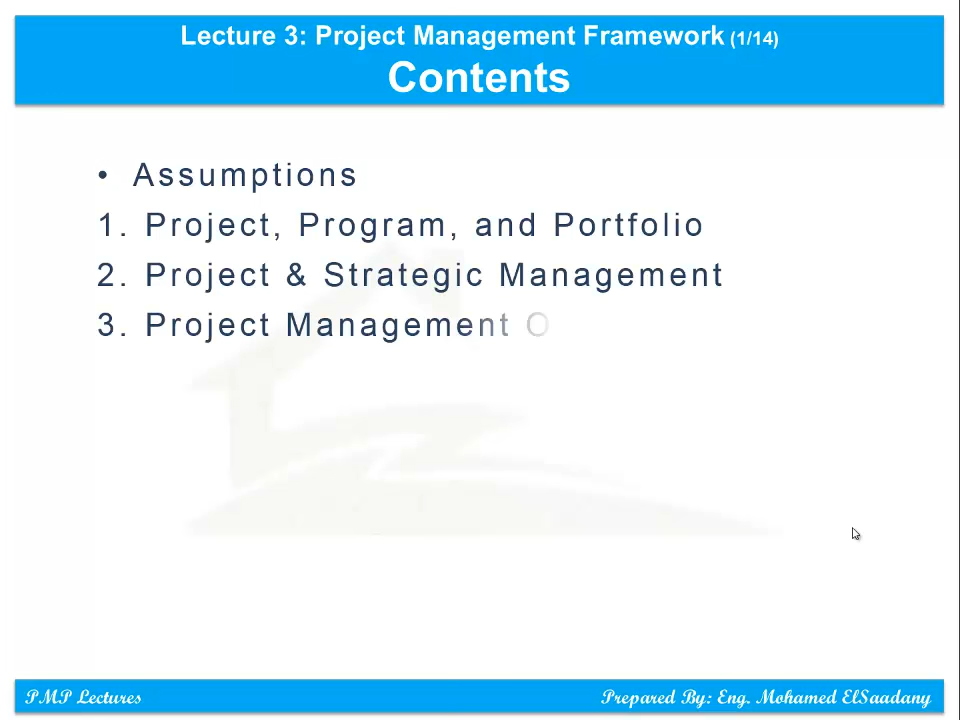 Lecture 3: Project Management Framework (1/14)
Contents
• Assumptions
1. Project, Program, and Portfolio
2. Project & Strategic Management
3. Project Management O
PMP Lectures
Prepared By: Eng. Mohamed ElSaadany